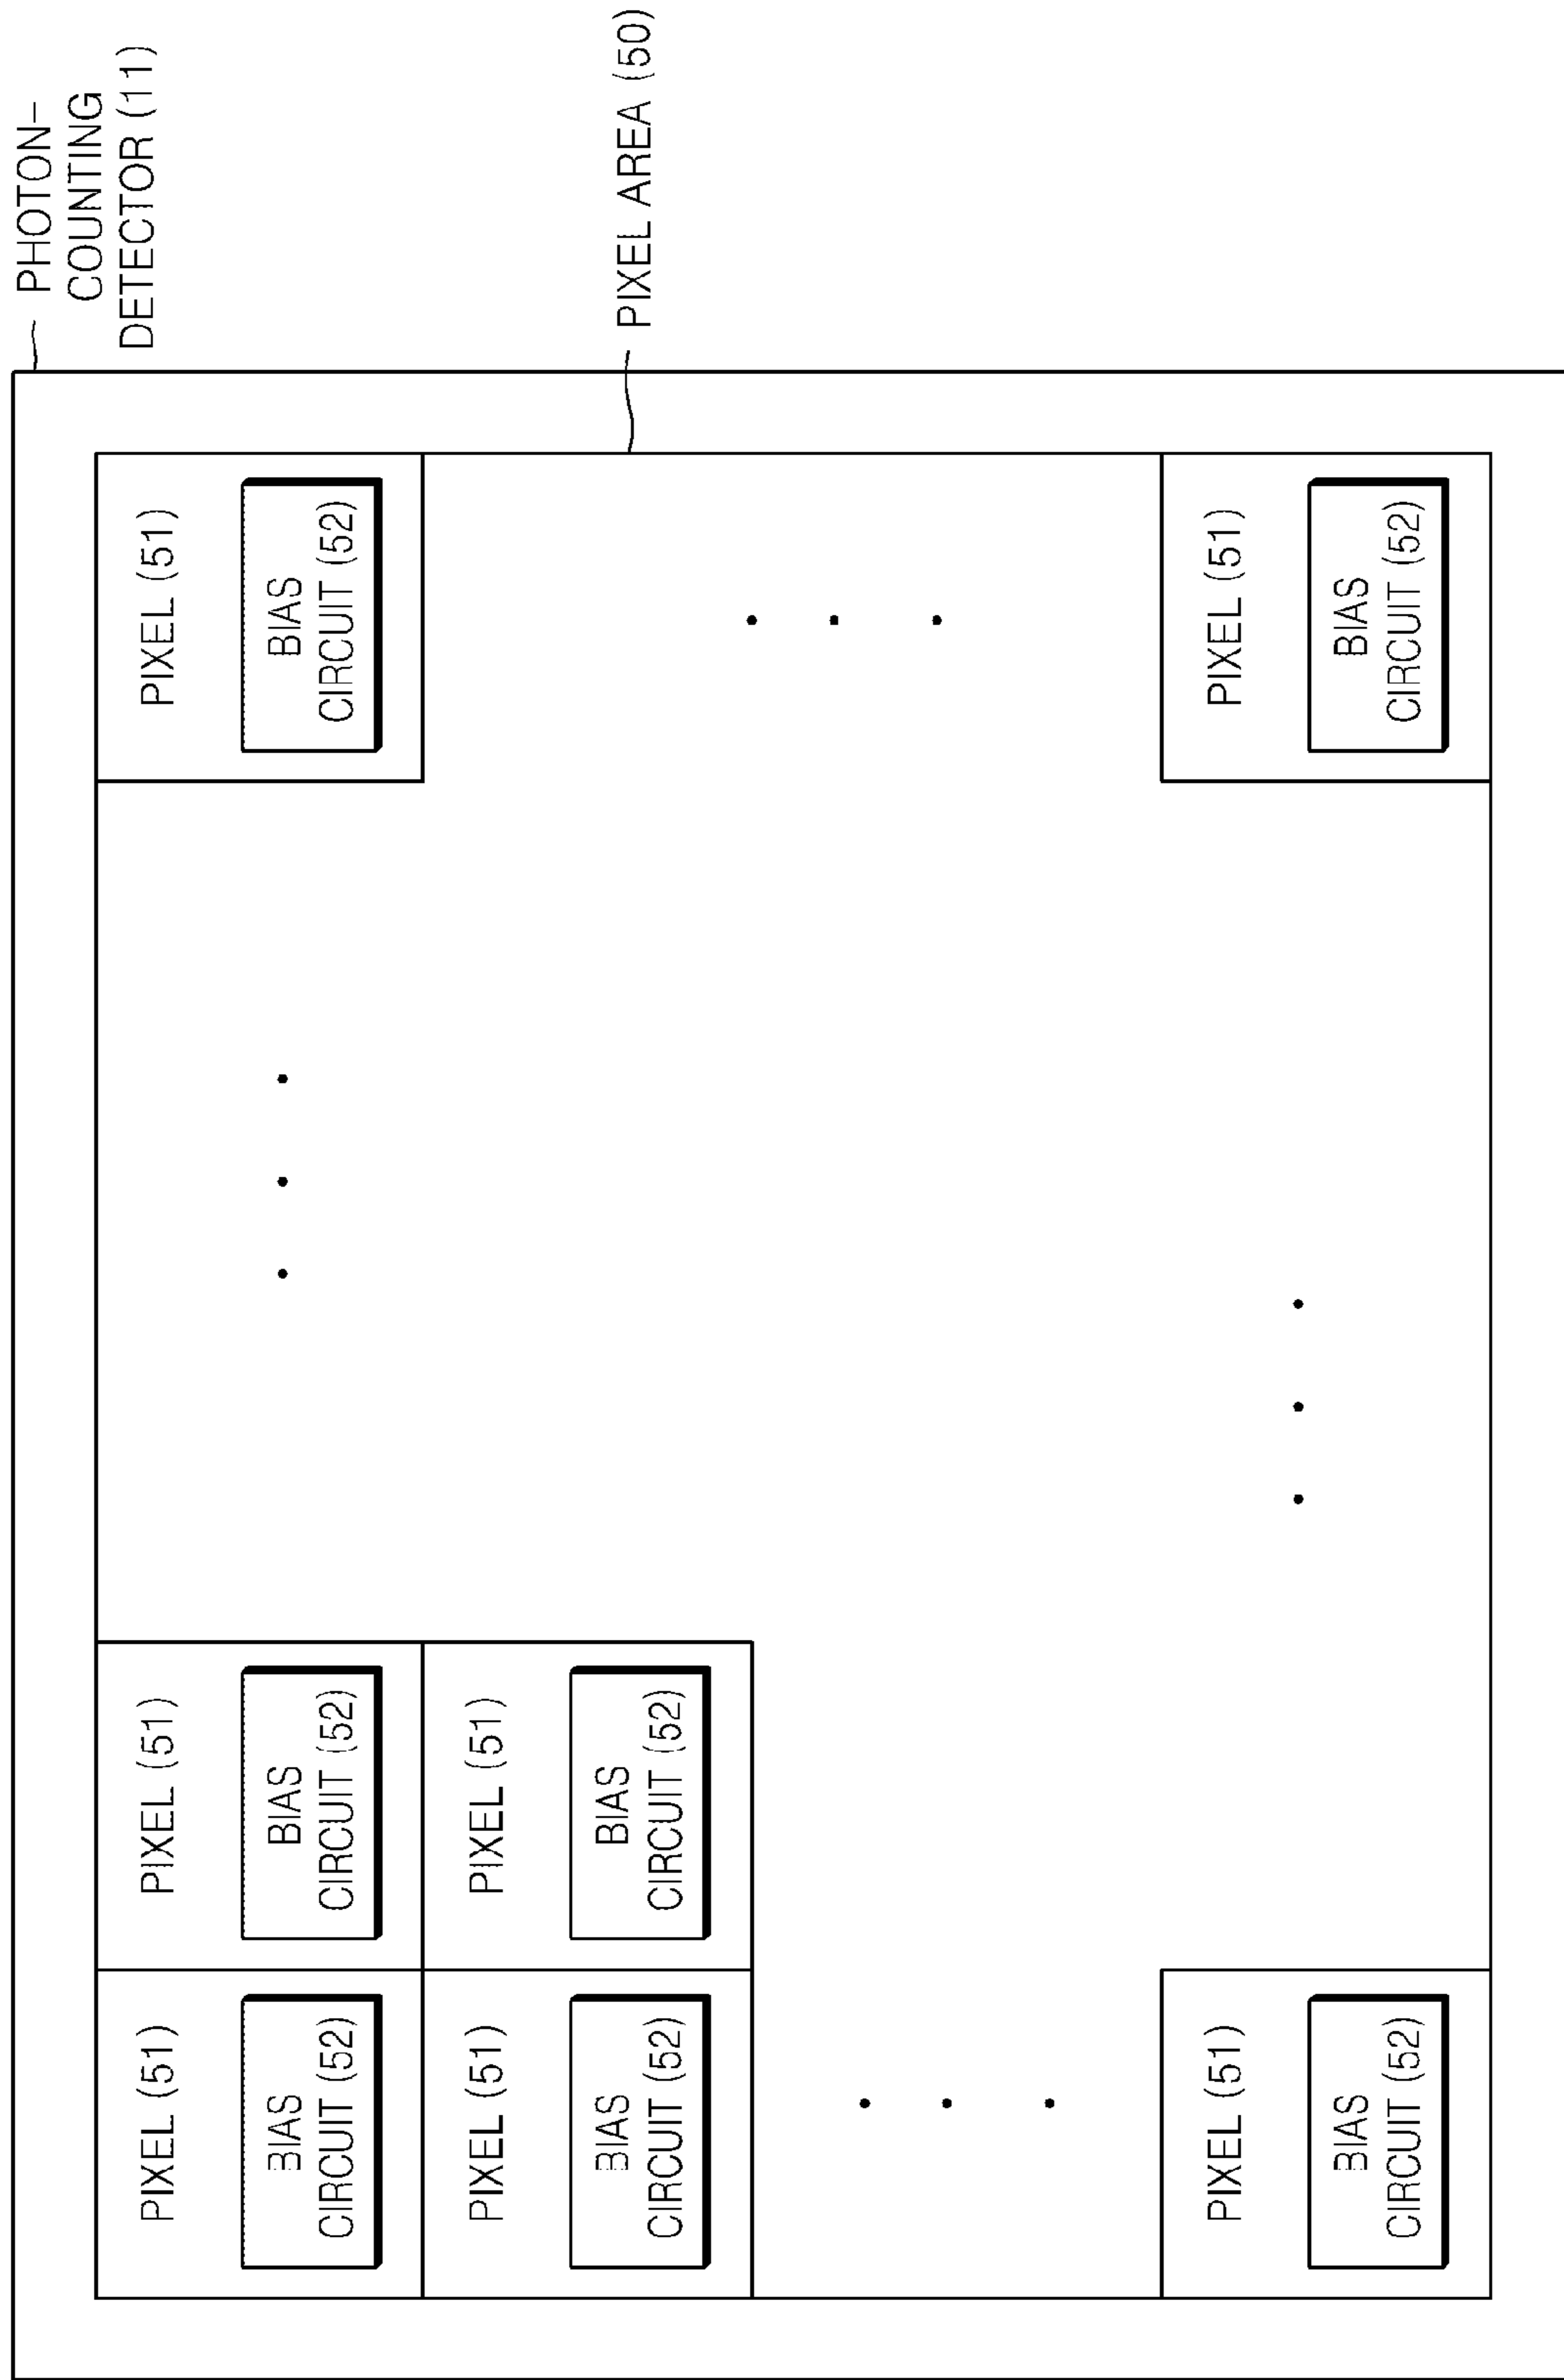 PHOTON-
COUNTING
DETECTOR (11)
PIXEL (51)
BIAS
CIRCUIT (52)
PIXEL (51)
BIAS
CIRCUIT (52)
PIXEL (51)
BIAS
CIRCUIT (52)
PIXEL (51)
BIAS
CIRCUIT (52)
PIXEL (51)
BIAS
CIRCUIT (52)
PIXEL AREA (50)
PIXEL (51)
BIAS
CIRCUIT (52)
PIXEL (51)
BIAS
CIRCUIT (52)